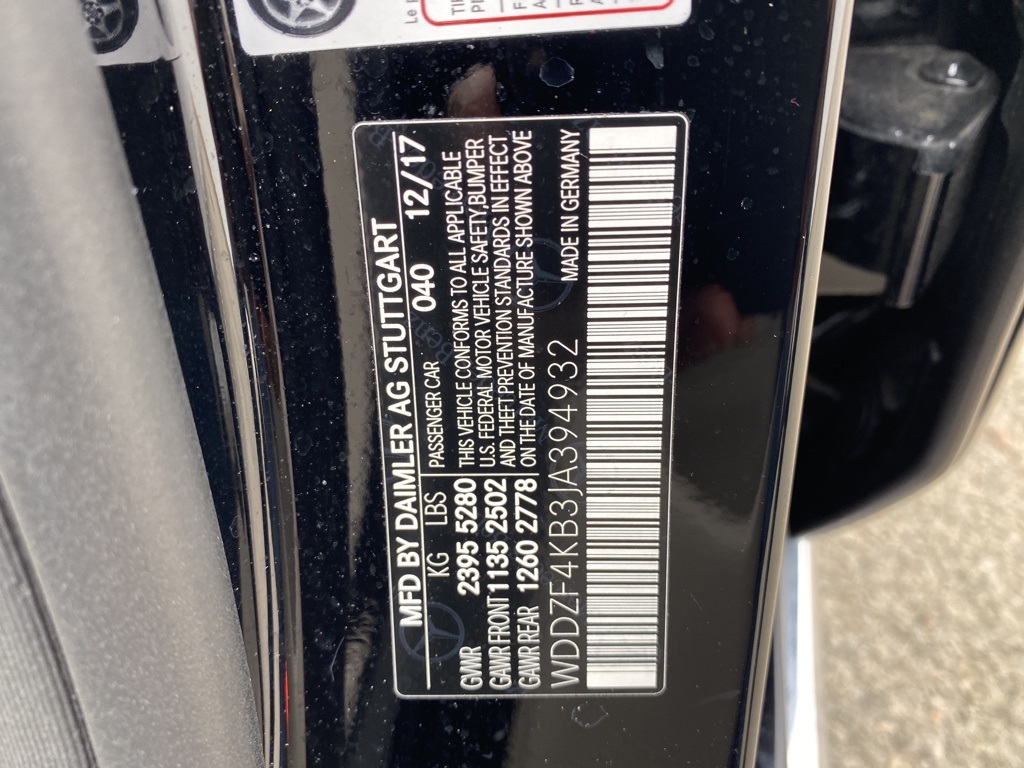 MFD BY DAIMLER AG STUTTGART
KG LBS PASSENGER CAR 040 12/17
GVWR 2395 5280 THIS VEHICLE CONFORMS TO ALL APPLICABLE
GAWR FRONT 1135 2502 U.S. FEDERAL MOTOR VEHICLE SAFETY, BUMPER
GAWR REAR 1260 2778 AND THEFT PREVENTION STANDARDS IN EFFECT
ON THE DATE OF MANUFACTURE SHOWN ABOVE
WDDZF4KB3JA394932 MADE IN GERMANY
Le